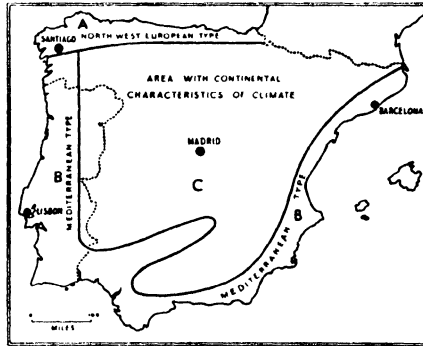 A
NORTH WEST EUROPEAN TYPE
SANTIAGO
AREA WITH CONTINENTAL
CHARACTERISTICS OF CLIMATE
BARCELONA
MADRID
B
MEDITERRANEAN TYPE
C
LISBON
MEDITERRANEAN TYPE
B
MILES